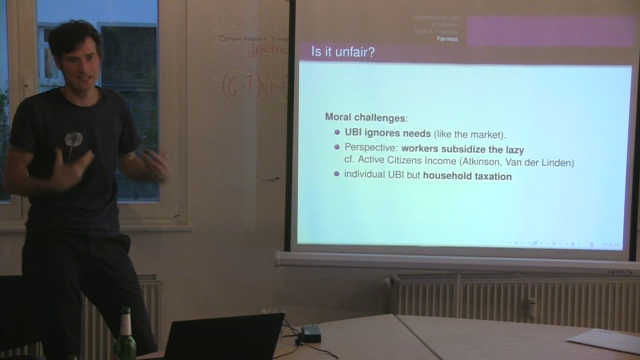 Fairness
Is it unfair?
Moral challenges:
UBI ignores needs (like the market).
Perspective: workers subsidize the lazy
cf. Active Citizens Income (Atkinson, Van der Linden)
individual UBI but household taxation